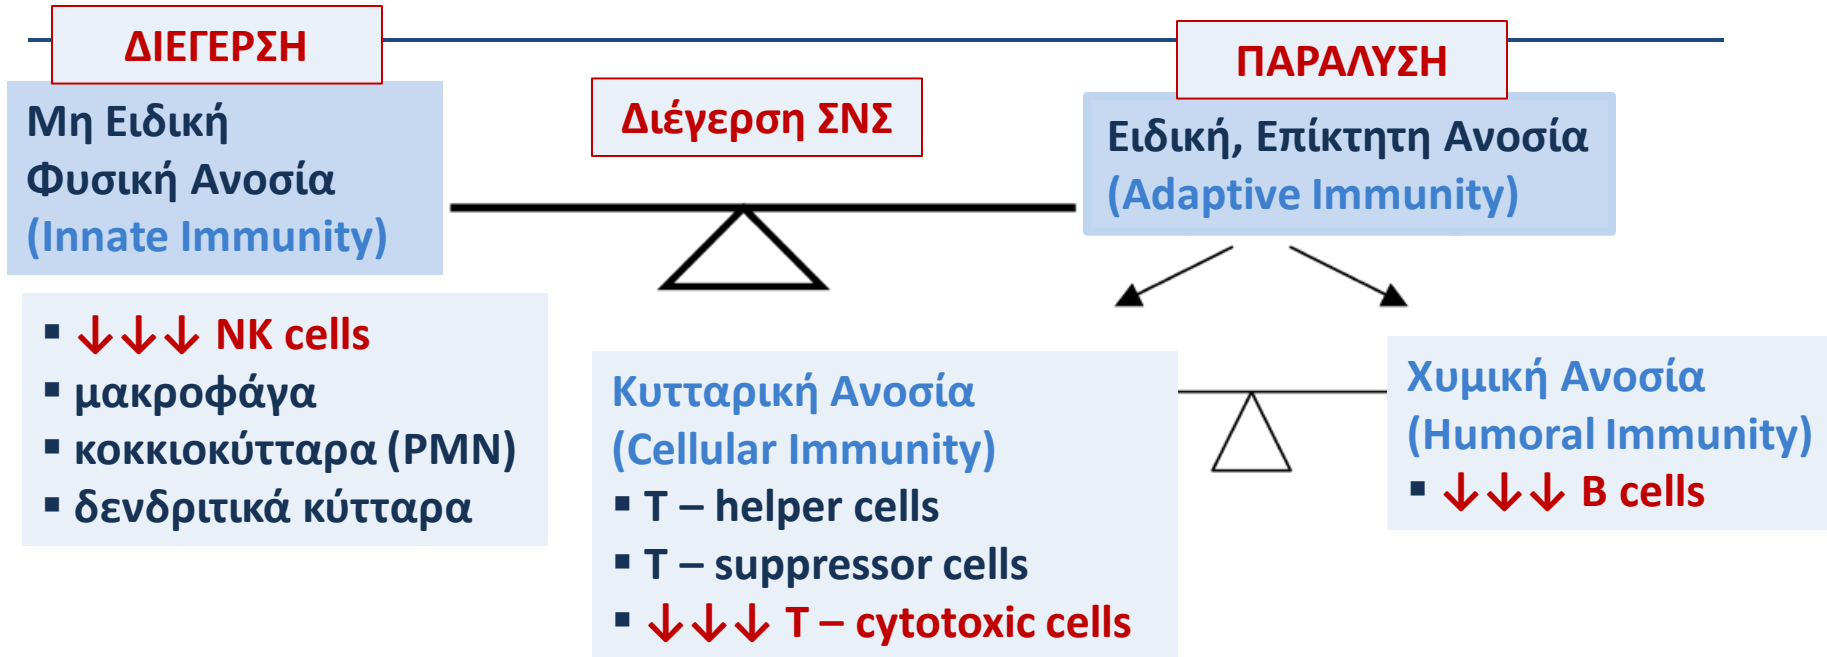 ΔΙΕΓΕΡΣΗ
Μη Ειδική
Φυσική Ανοσία
(Innate Immunity)
▪ ↓↓↓ NK cells
▪ μακροφάγα
▪ κοκκιοκύτταρα (PMN)
▪ δενδριτικά κύτταρα
Διέγερση ΣΝΣ
ΠΑΡΑΛΥΣΗ
Ειδική, Επίκτητη Ανοσία
(Adaptive Immunity)
Κυτταρική Ανοσία
(Cellular Immunity)
▪ T – helper cells
▪ T – suppressor cells
▪ ↓↓↓ T – cytotoxic cells
Χυμική Ανοσία
(Humoral Immunity)
▪ ↓↓↓ B cells